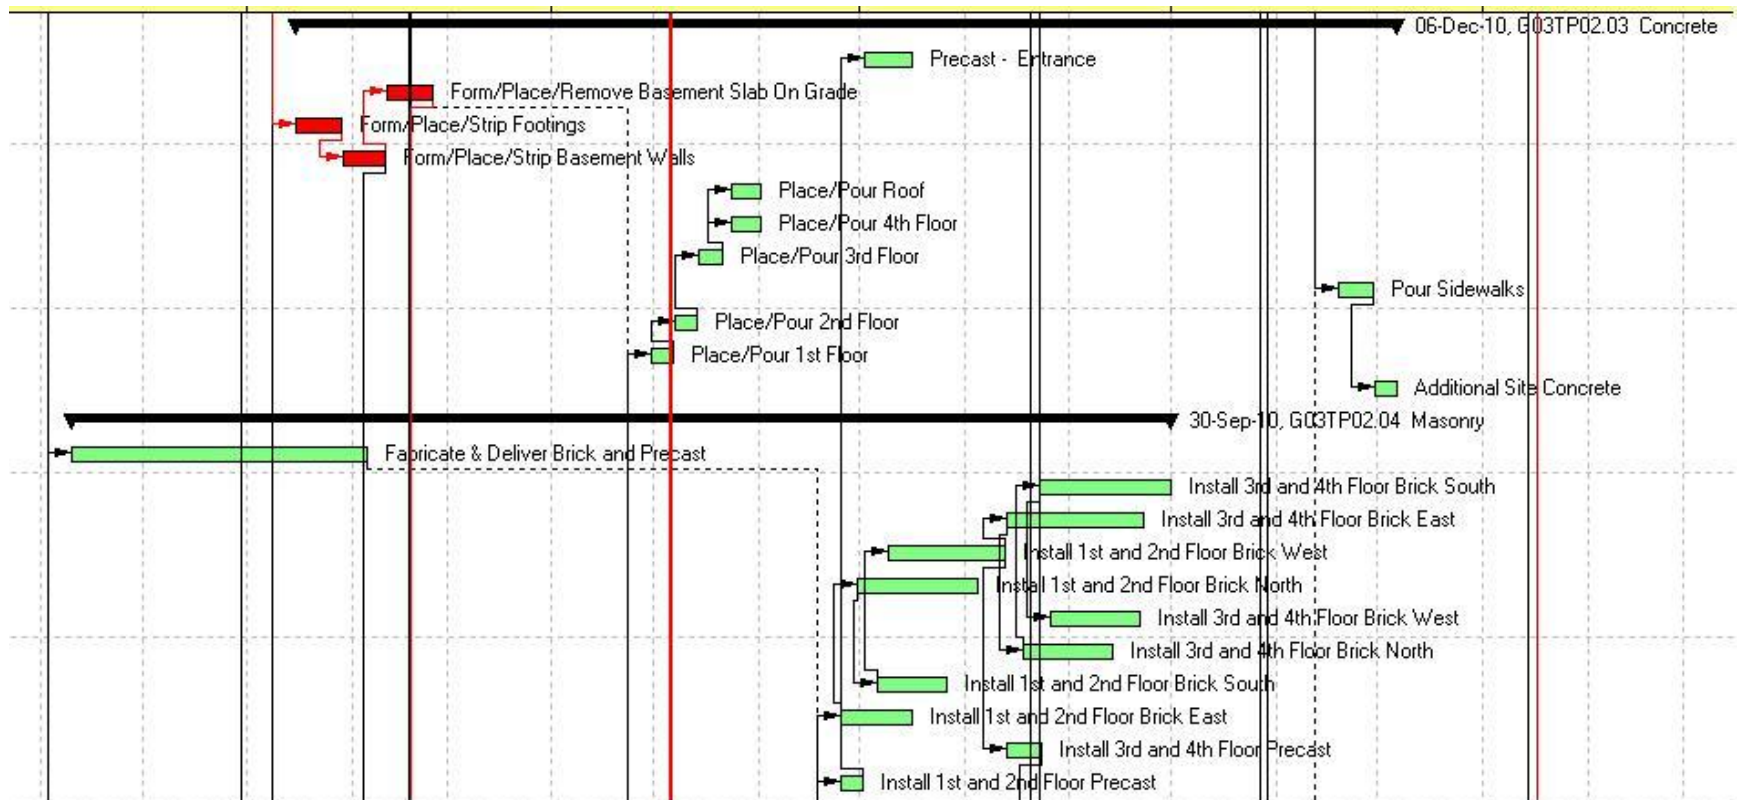 06-Dec-10, G03TP02.03 Concrete
Precast - Entrance
Form/Place/Remove Basement Slab On Grade
Form/Place/Strip Footings
Form/Place/Strip Basement Walls
Place/Pour Roof
Place/Pour 4th Floor
Place/Pour 3rd Floor
Pour Sidewalks
Place/Pour 2nd Floor
Place/Pour 1st Floor
Additional Site Concrete
30-Sep-10, G03TP02.04 Masonry
Fabricate & Deliver Brick and Precast
Install 3rd and 4th Floor Brick South
Install 3rd and 4th Floor Brick East
Install 1st and 2nd Floor Brick West
Install 1st and 2nd Floor Brick North
Install 3rd and 4th Floor Brick West
Install 3rd and 4th Floor Brick North
Install 1st and 2nd Floor Brick South
Install 1st and 2nd Floor Brick East
Install 3rd and 4th Floor Precast
Install 1st and 2nd Floor Precast